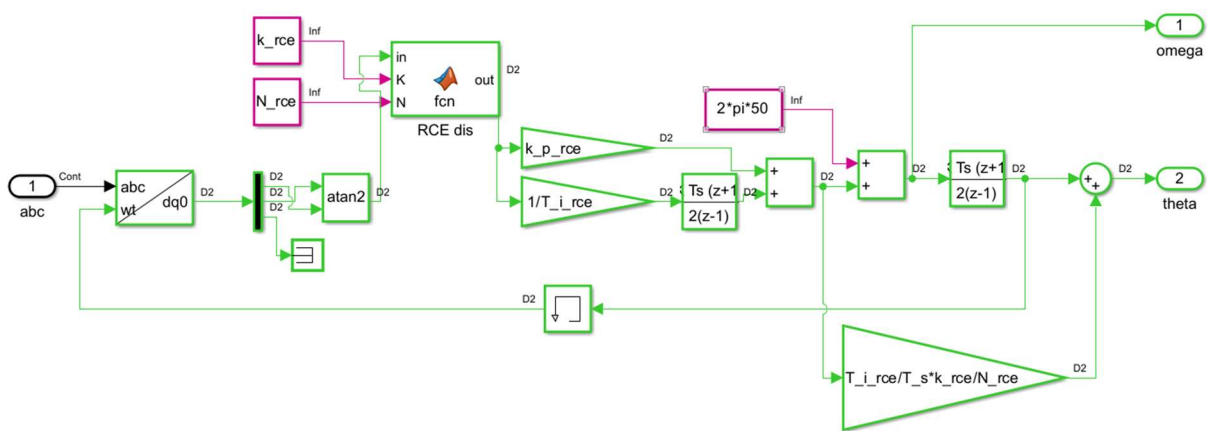 1
omega
k_rce
Inf
N_rce
Inf
in
K
N
fcn
out
D2
RCE dis
2*pi*50
Inf
k_p_rce
D2
1/T_i_rce
D2
Ts (z+1
2(z-1)
+
+
D2
+
+
D2
Ts (z+1
2(z-1)
D2
+
+
D2
2
theta
1
abc
Cont
abc
wt
dq0
D2
D2
D2
D2
atan2
D2
D2
D2
T_i_rce/T_s*k_rce/N_rce
D2